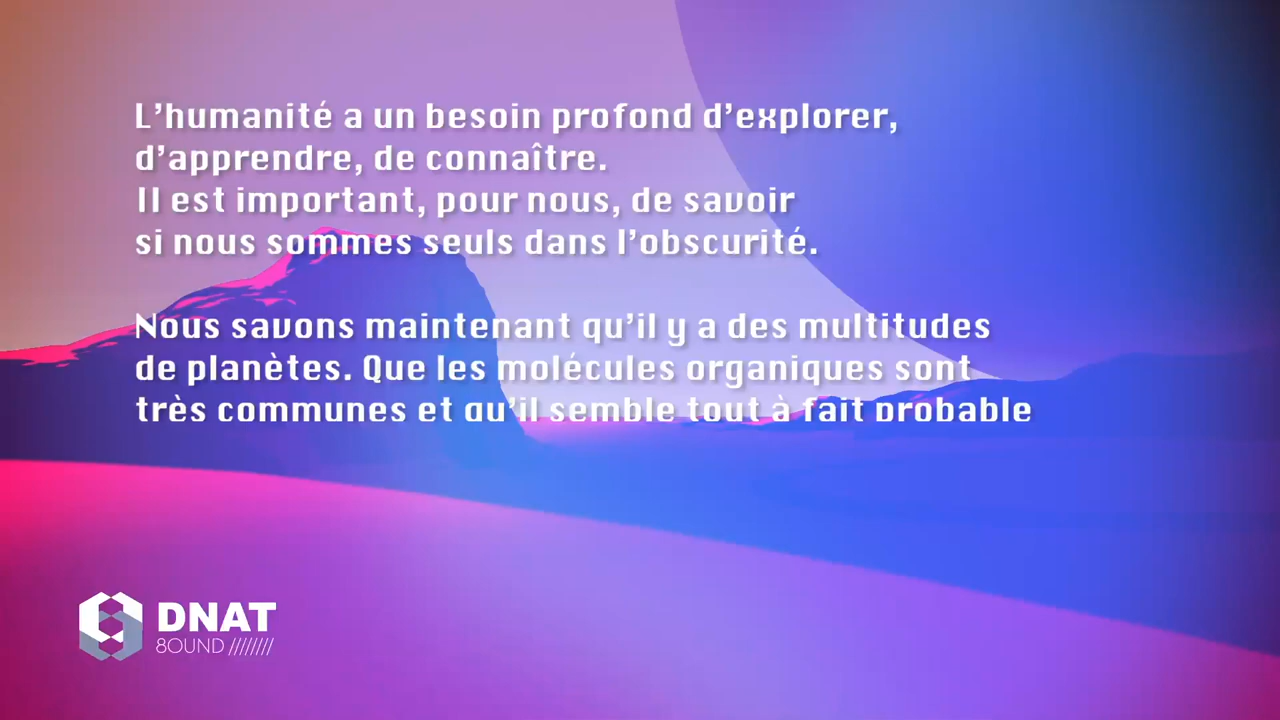 L’humanité a un besoin profond d’explorer,
d’apprendre, de connaître.
Il est important, pour nous, de savoir
si nous sommes seuls dans l’obscurité.
Nous savons maintenant qu’il y a des multitudes
de planètes. Que les molécules organiques sont
très communes et qu’il semble tout à fait probable
DNAT
8OUND ////////